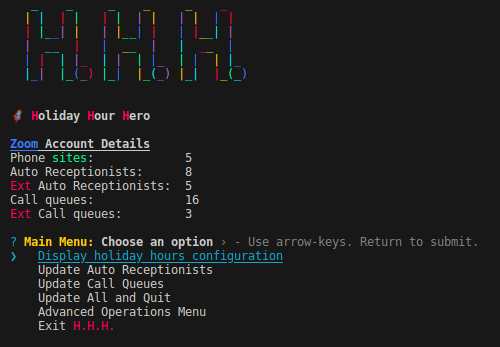 H.H.H.
Holiday Hour Hero
Zoom Account Details
Phone sites: 5
Auto Receptionists: 8
Ext Auto Receptionists: 5
Call queues: 16
Ext Call queues: 3
? Main Menu: Choose an option › - Use arrow-keys. Return to submit.
❯ Display holiday hours configuration
Update Auto Receptionists
Update Call Queues
Update All and Quit
Advanced Operations Menu
Exit H.H.H.